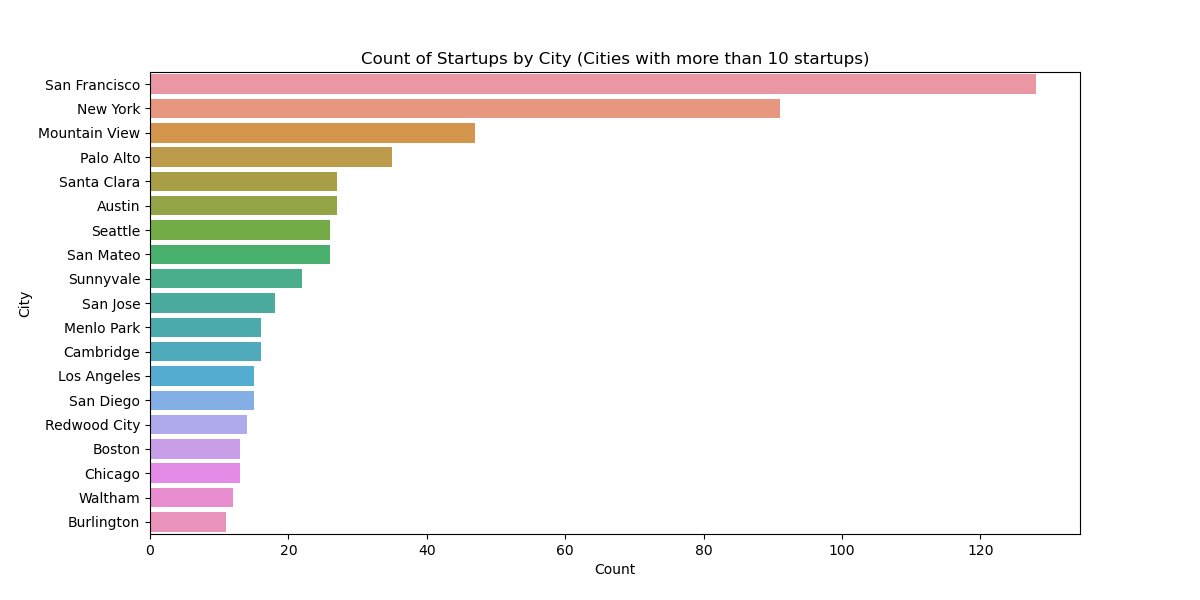 Count of Startups by City (Cities with more than 10 startups)
City
San Francisco
New York
Mountain View
Palo Alto
Santa Clara
Austin
Seattle
San Mateo
Sunnyvale
San Jose
Menlo Park
Cambridge
Los Angeles
San Diego
Redwood City
Boston
Chicago
Waltham
Burlington
0 20 40 60 80 100 120
Count